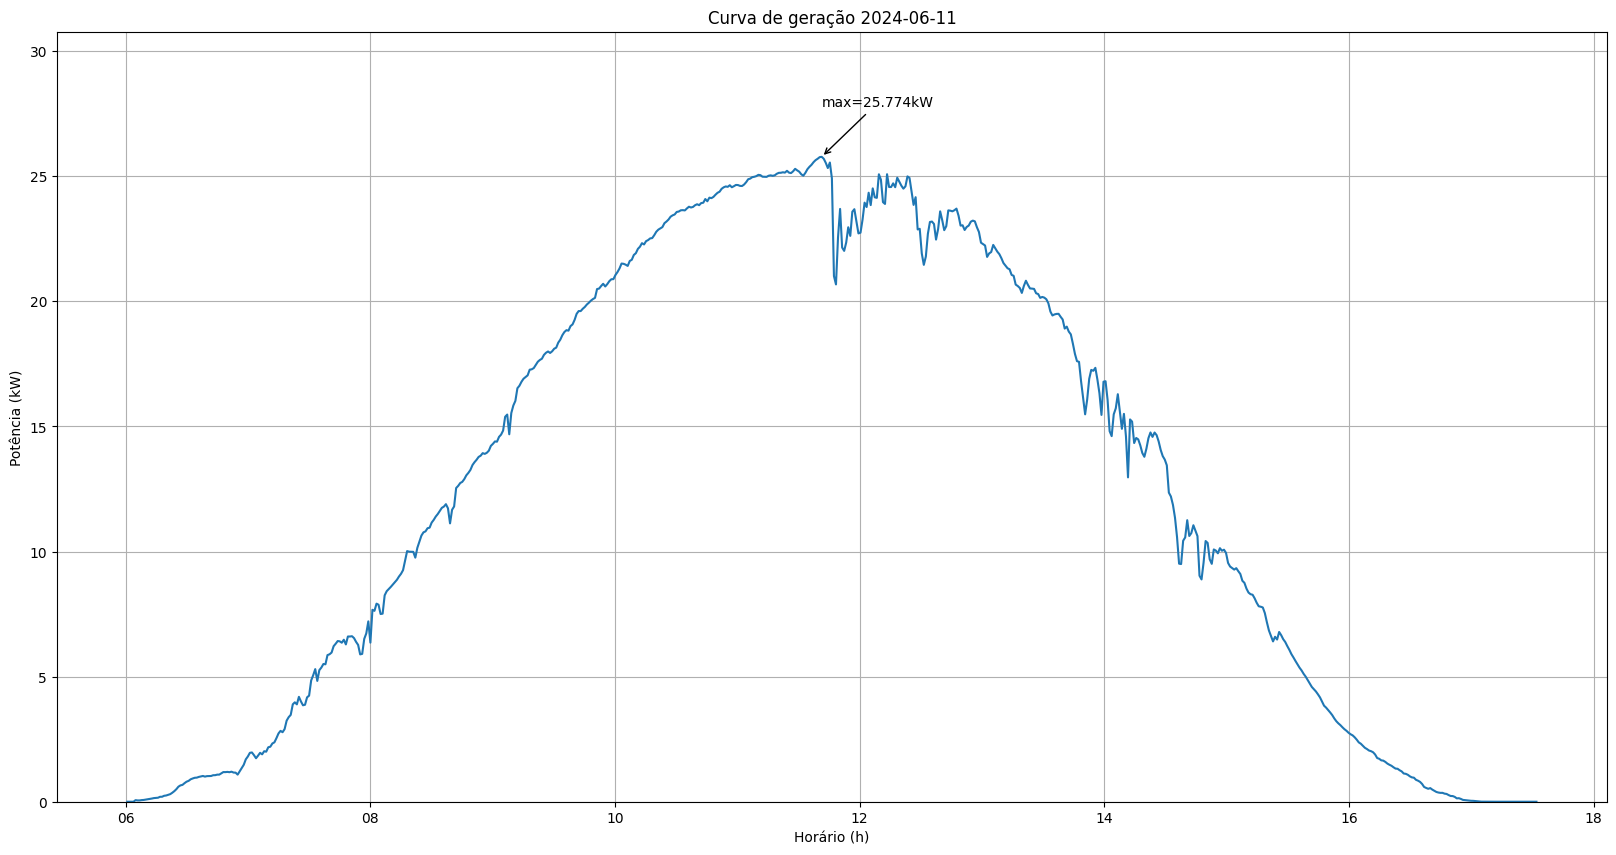 Curva de geração 2024-06-11
30
max=25.774kW
25
20
15
10
5
0
Potência (kW)
06 08 10 12 14 16 18
Horário (h)